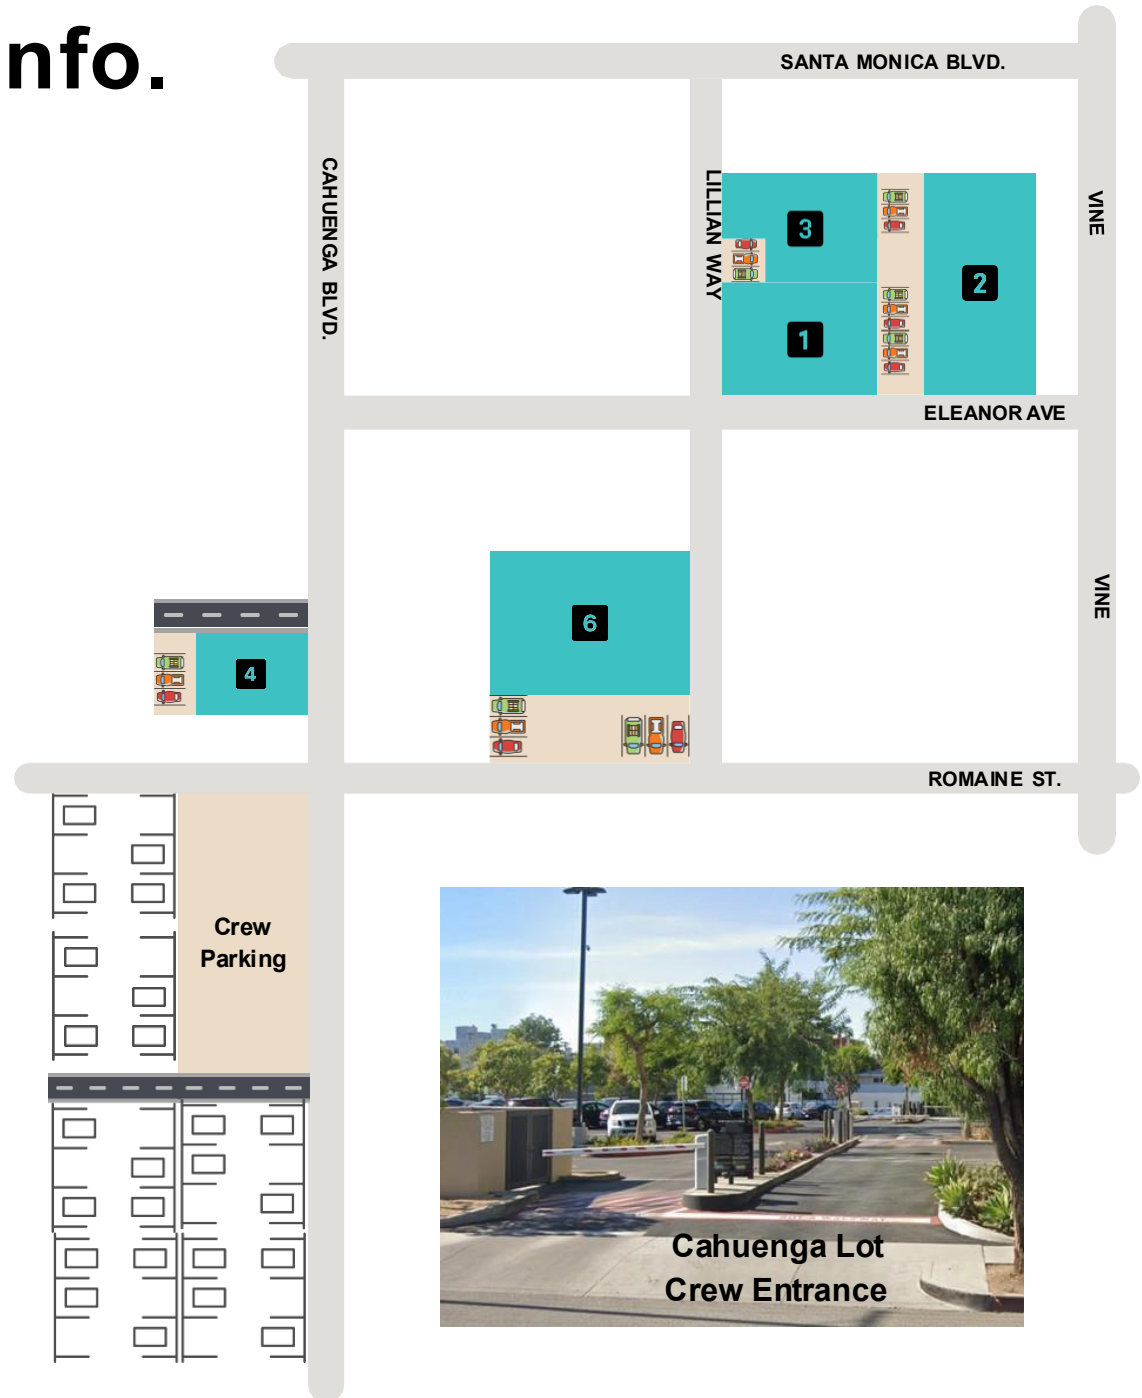 nfo.
SANTA MONICA BLVD.
CAHUENGA BLVD.
LILLIAN WAY
VINE
3
2
1
ELEANOR AVE
VINE
6
4
ROMAINE ST.
Crew
Parking
Cahuenga Lot
Crew Entrance